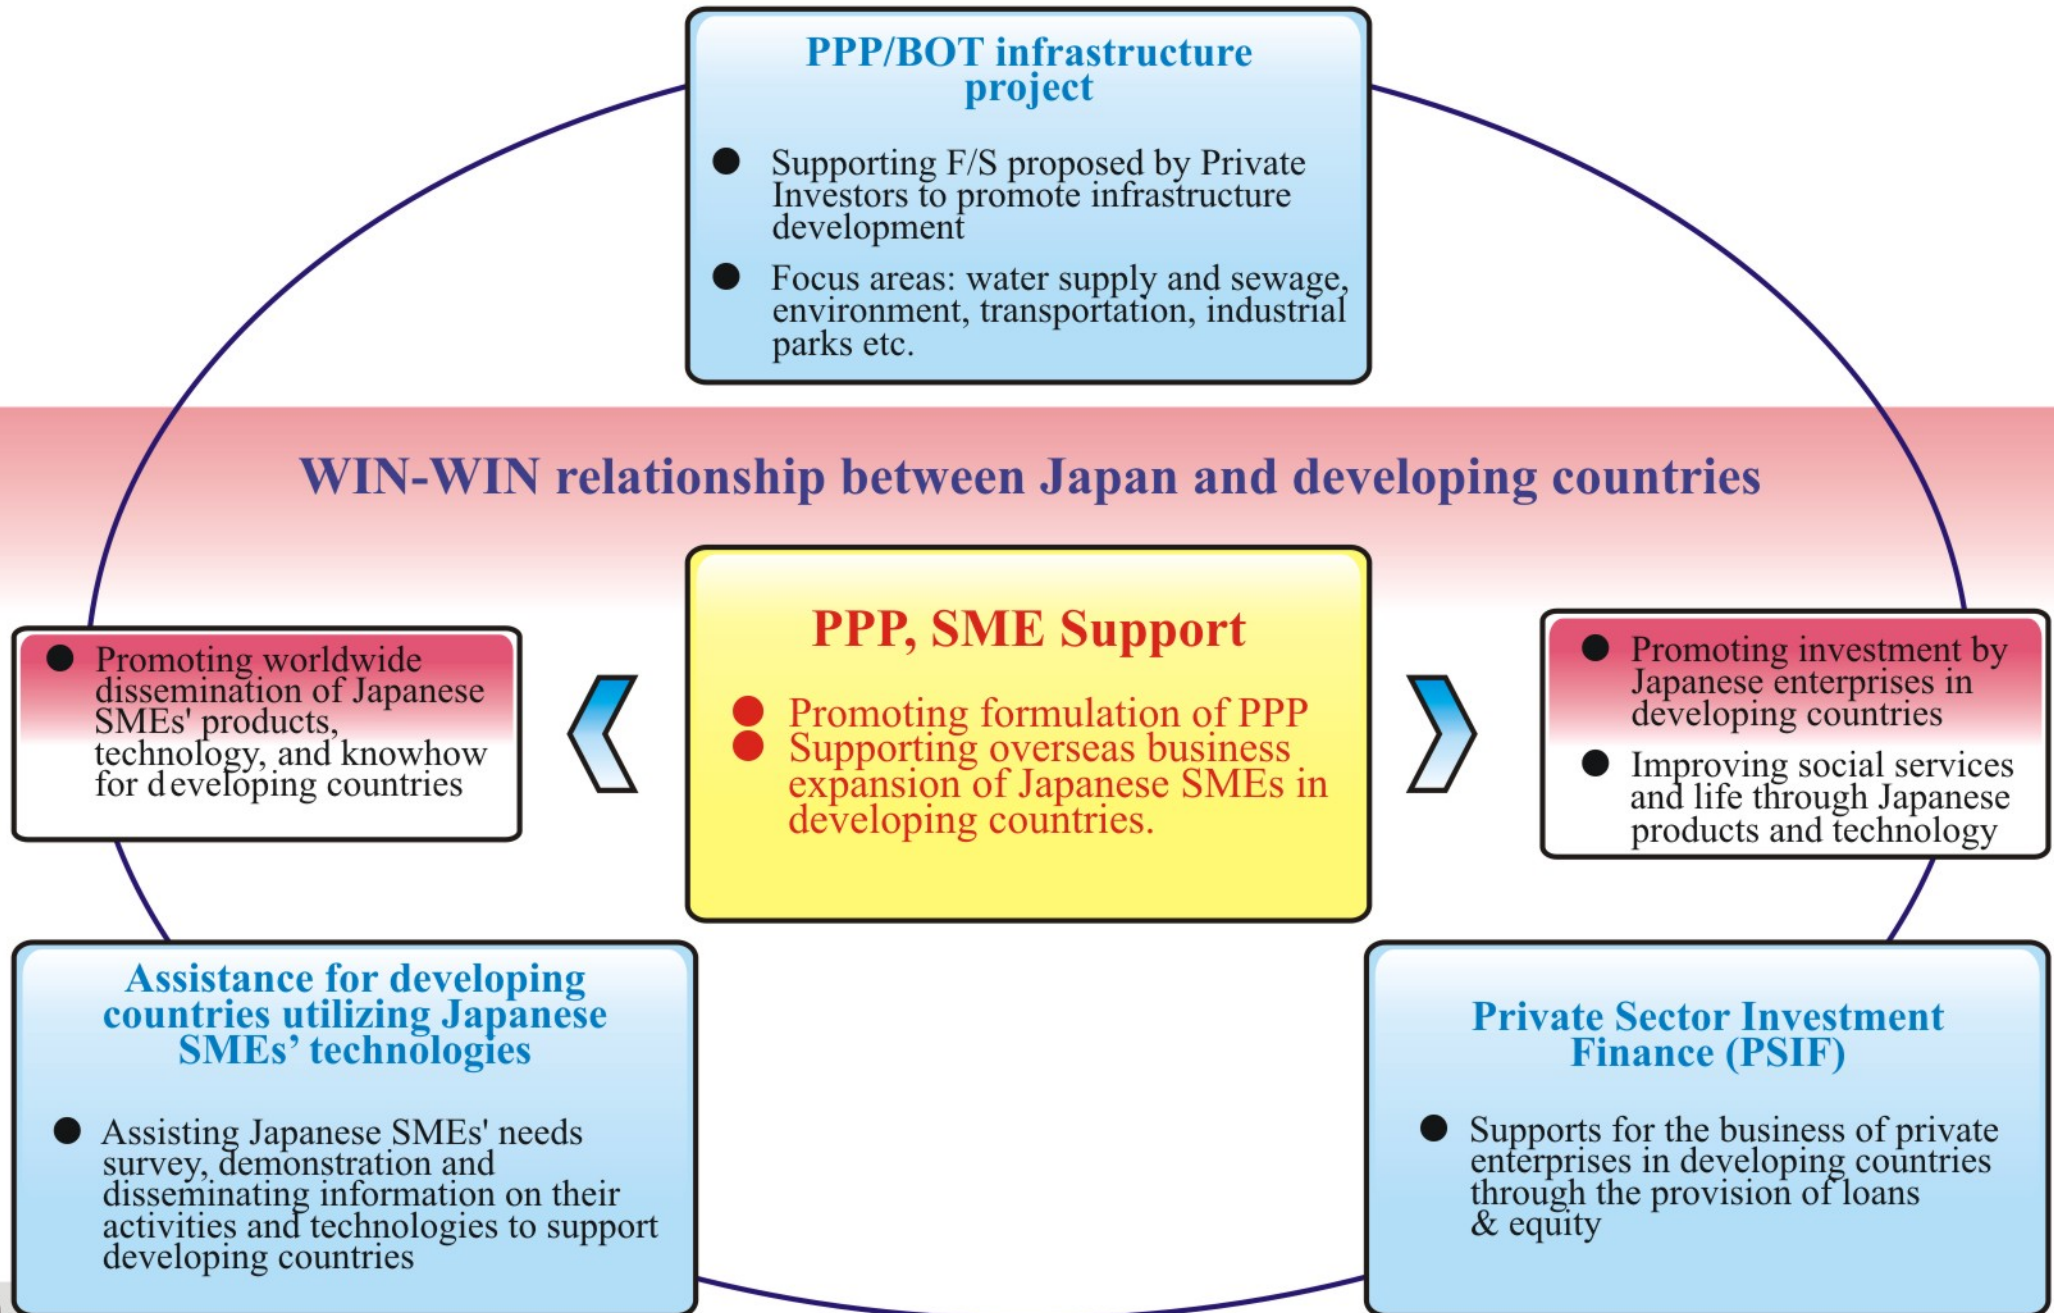 PPP/BOT infrastructure
project
● Supporting F/S proposed by Private
Investors to promote infrastructure
development
● Focus areas: water supply and sewage,
environment, transportation, industrial
parks etc.
WIN-WIN relationship between Japan and developing countries
● Promoting worldwide
dissemination of Japanese
SMEs' products,
technology, and knowhow
for developing countries
PPP, SME Support
● Promoting formulation of PPP
● Supporting overseas business
expansion of Japanese SMEs in
developing countries.
● Promoting investment by
Japanese enterprises in
developing countries
● Improving social services
and life through Japanese
products and technology
Assistance for developing
countries utilizing Japanese
SMEs’ technologies
● Assisting Japanese SMEs' needs
survey, demonstration and
disseminating information on their
activities and technologies to support
developing countries
Private Sector Investment
Finance (PSIF)
● Supports for the business of private
enterprises in developing countries
through the provision of loans
& equity